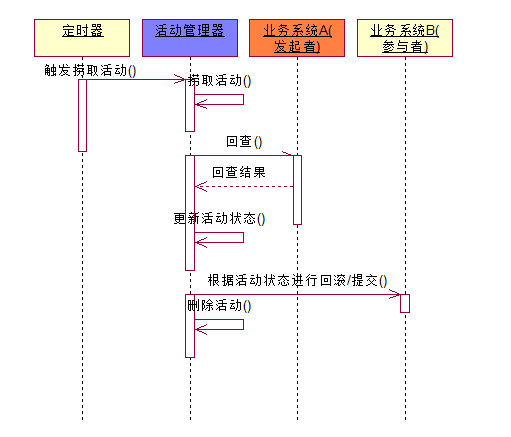 定时器
活动管理器
业务系统A(
发起者)
业务系统B(
参与者)
触发捞取活动()
捞取活动()
回查()
回查结果
更新活动状态()
根据活动状态进行回滚/提交()
删除活动()